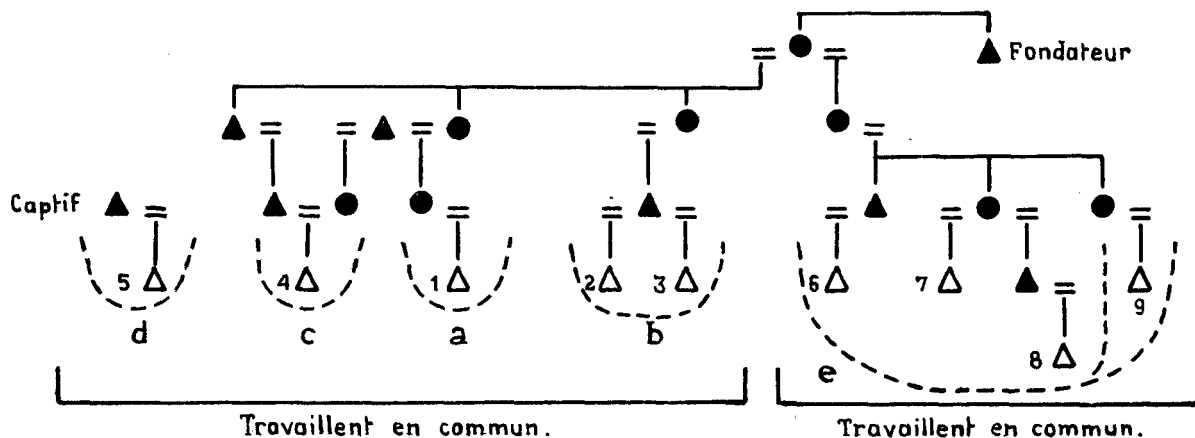 Fondateur
Captif
5 4 1 2 3 6 7 9
d c a b
8
e
Travaillent en commun. Travaillent en commun.